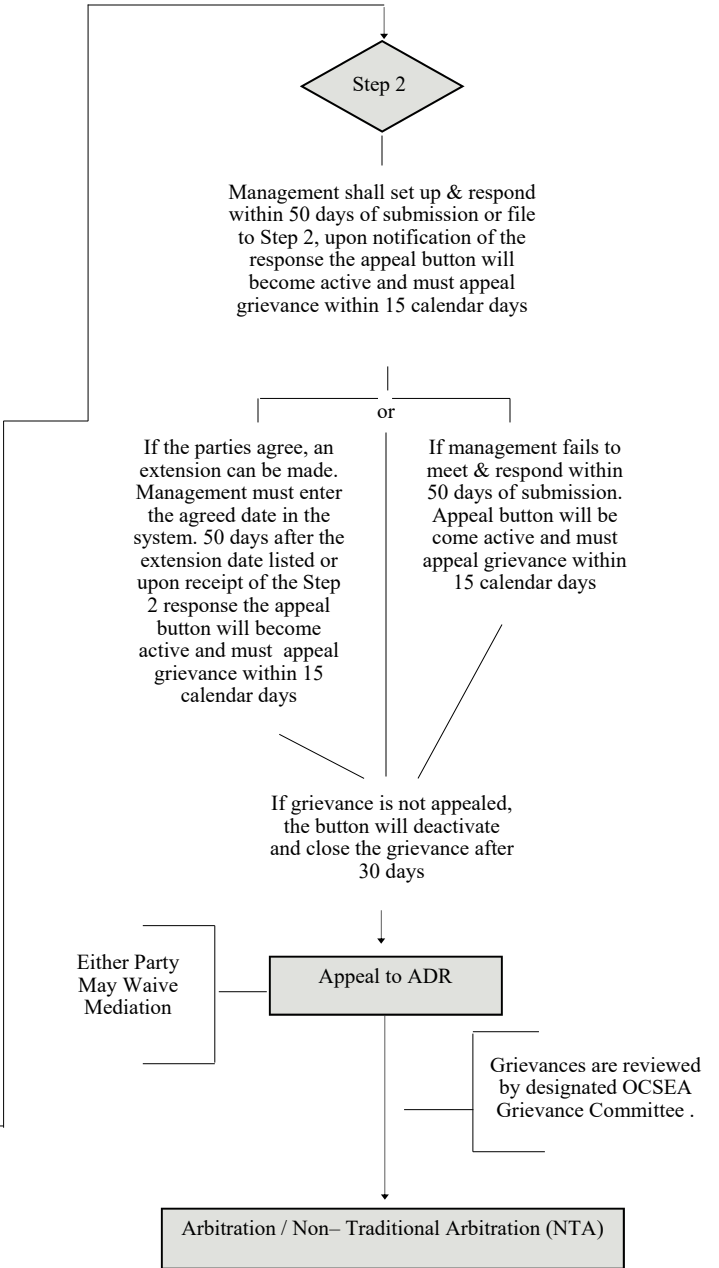 Step 2
Management shall set up & respond
within 50 days of submission or file
to Step 2, upon notification of the
response the appeal button will
become active and must appeal
grievance within 15 calendar days
or
If the parties agree, an
extension can be made.
Management must enter
the agreed date in the
system. 50 days after the
extension date listed or
upon receipt of the Step
2 response the appeal
button will become
active and must appeal
grievance within 15
calendar days
If management fails to
meet & respond within
50 days of submission.
Appeal button will be
come active and must
appeal grievance within
15 calendar days
If grievance is not appealed,
the button will deactivate
and close the grievance after
30 days
Either Party
May Waive
Mediation
Appeal to ADR
Grievances are reviewed
by designated OCSEA
Grievance Committee .
Arbitration / Non– Traditional Arbitration (NTA)